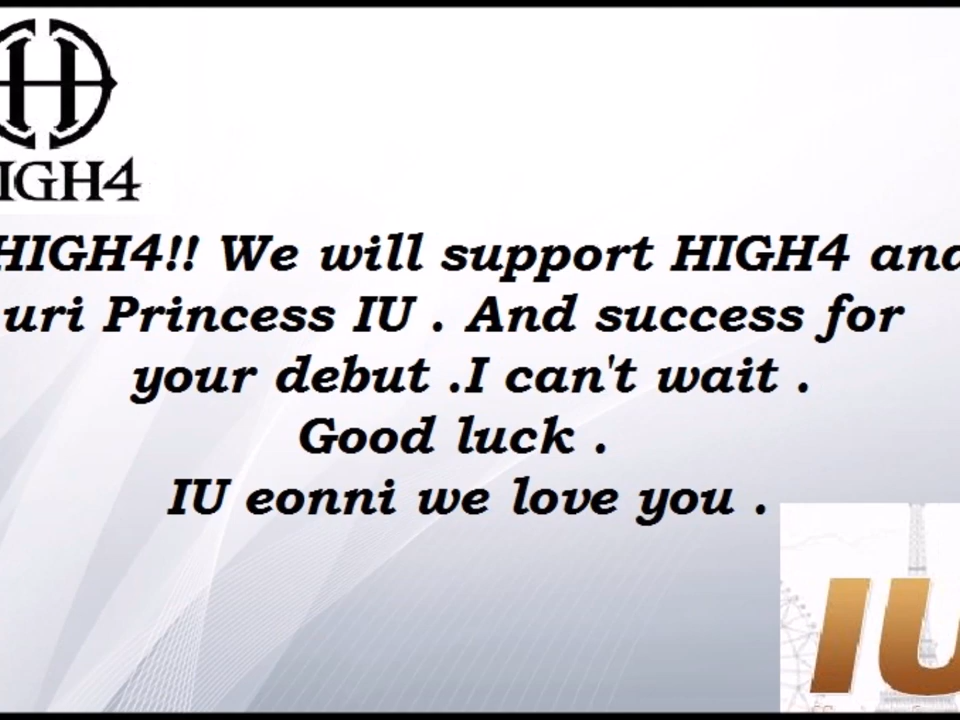 HIGH4
HIGH4!! We will support HIGH4 and
uri Princess IU . And success for
your debut .I can't wait .
Good luck .
IU eonni we love you .
IU